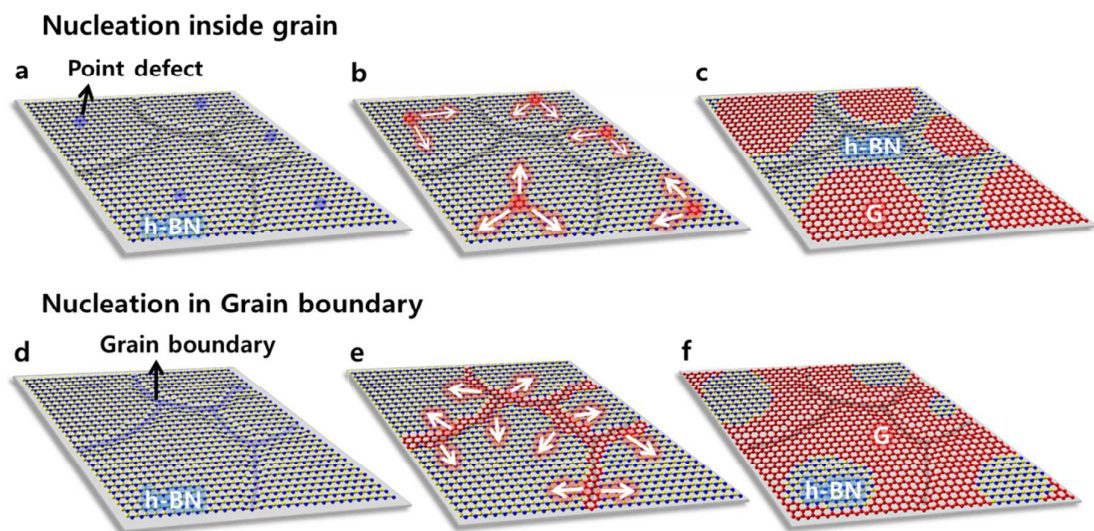 Nucleation inside grain
a Point defect b c
h-BN
h-BN
G
Nucleation in Grain boundary
d Grain boundary e f
G
h-BN
h-BN